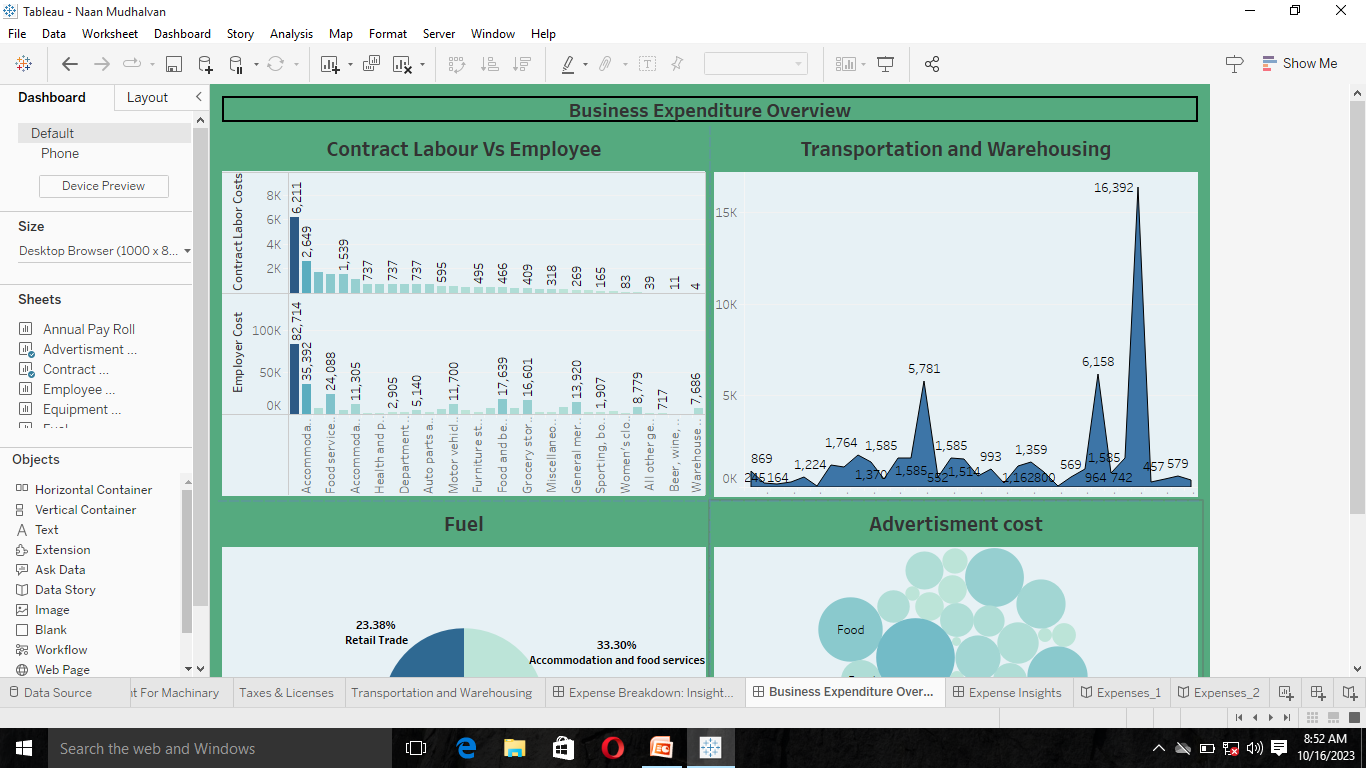 Tableau - Naan Mudhalvan
File Data Worksheet Dashboard Story Analysis Map Format Server Window Help
Show Me
Dashboard Layout
Default
Phone
Device Preview
Size
Desktop Browser (1000 x 8...
Sheets
Annual Pay Roll
Advertisment ...
Contract ...
Employee ...
Equipment ...
Objects
Horizontal Container
Vertical Container
Text
Extension
Ask Data
Data Story
Image
Blank
Workflow
Web Page
Business Expenditure Overview
Contract Labour Vs Employee
Contract Labor Costs
8K
6K
4K
2K
6,211 2,649 1,539 737 737 737 595 495 466 409 318 269 165 83 39 11 4
Employer Cost
100K
50K
0K
82,714 35,392 24,088 11,305 2,905 5,140 11,700 17,639 16,601 13,920 1,907 8,779 717 7,686
Accommoda..
Food service..
Accommoda..
Health and p..
Department..
Auto parts a..
Motor vehicl..
Furniture st..
Food and be..
Grocery stor..
Miscellaneo..
General mer..
Sporting, bo..
Women's clo..
All other ge..
Beer, wine, ..
Warehouse ..
Transportation and Warehousing
15K
10K
5K
0K
16,392
6,158
5,781
869 1,764 1,585 1,585 993 1,359 569 1,585 457 579
245 164 1,224 1,370 1,585 532 1,514 1,162 800 964 742
Fuel
23.38%
Retail Trade
33.30%
Accommodation and food services
Advertisment cost
Food
Data Source
t For Machinary
Taxes & Licenses
Transportation and Warehousing
Expense Breakdown: Insight...
Business Expenditure Over...
Expense Insights
Expenses_1
Expenses_2
Search the web and Windows
8:52 AM
10/16/2023